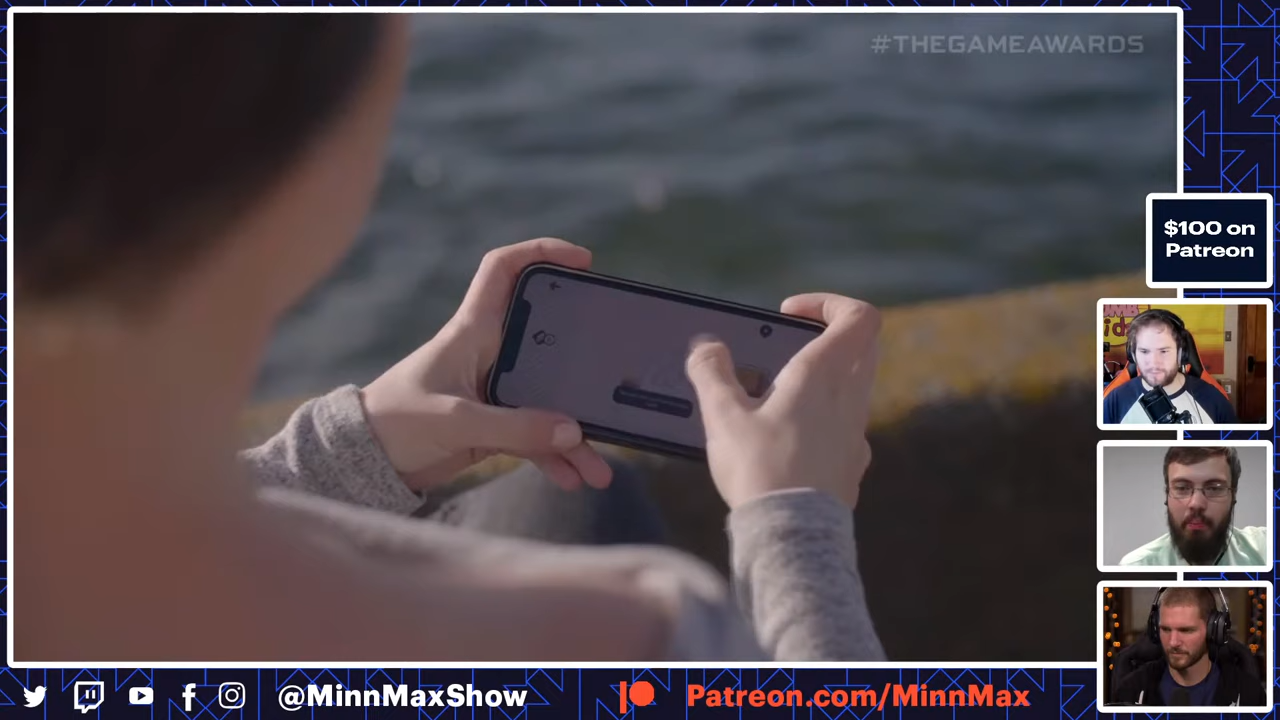 #THEGAMEAWARDS
$100 on
Patreon
@MinnMaxShow
Patreon.com/MinnMax